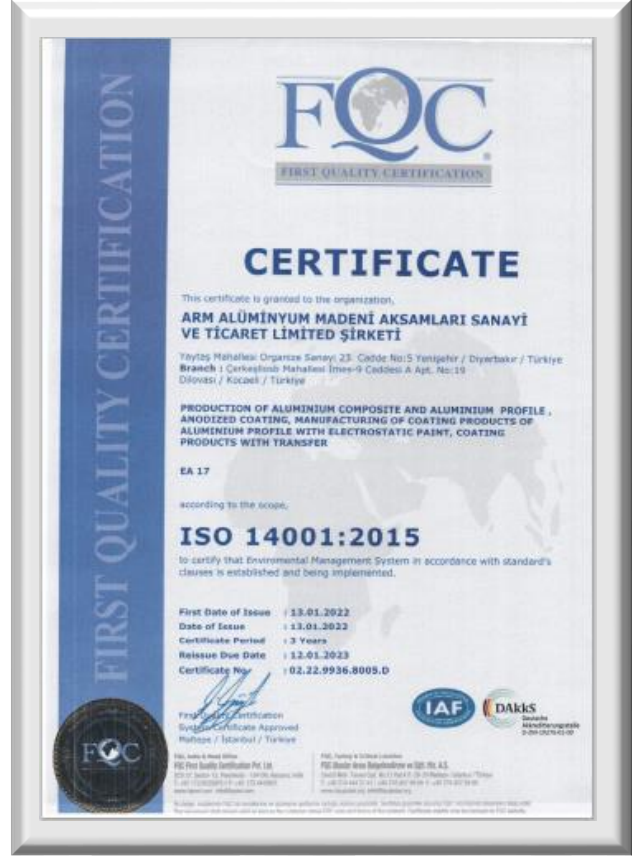 FQC
FIRST QUALITY CERTIFICATION
FIRST QUALITY CERTIFICATION
CERTIFICATE
This certificate is granted to the organization,
ARM ALÜMİNYUM MADENİ AKSAMLARI SANAYİ
VE TİCARET LİMİTED ŞİRKETİ
Yaytaş Mahallesi Organize Sanayi 23. Cadde No:5 Yenişehir / Diyarbakır / Türkiye
Branch : Çerkeşlosb Mahallesi İmes-9 Caddesi A Apt. No:19
Dilovası / Kocaeli / Türkiye
PRODUCTION OF ALUMINIUM COMPOSITE AND ALUMINIUM PROFILE,
ANODIZED COATING, MANUFACTURING OF COATING PRODUCTS OF
ALUMINIUM PROFILE WITH ELECTROSTATIC PAINT, COATING
PRODUCTS WITH TRANSFER
EA 17
according to the scope,
ISO 14001:2015
to certify that Enviromental Management System in accordance with standard's
clauses is established and being implemented.
First Date of Issue : 13.01.2022
Date of Issue : 13.01.2022
Certificate Period : 3 Years
Reissue Due Date : 12.01.2023
Certificate No : 02.22.9936.8005.D
First Quality Certification
System Certificate Approved
Maltepe / İstanbul / Türkiye
FQC
IAF
DAkkS
Deutsche
Akkreditierungsstelle